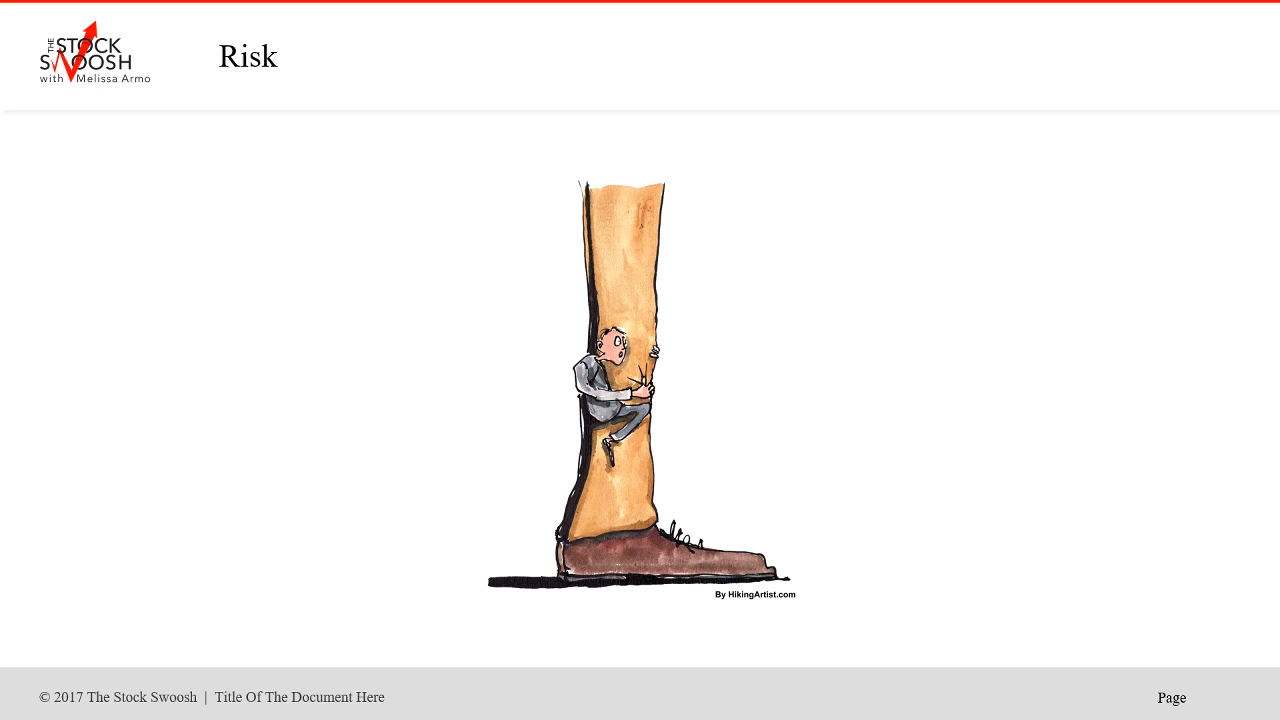 THE STOCK
SWOOSH
with Melissa Armo
Risk
By HikingArtist.com
© 2017 The Stock Swoosh | Title Of The Document Here
Page